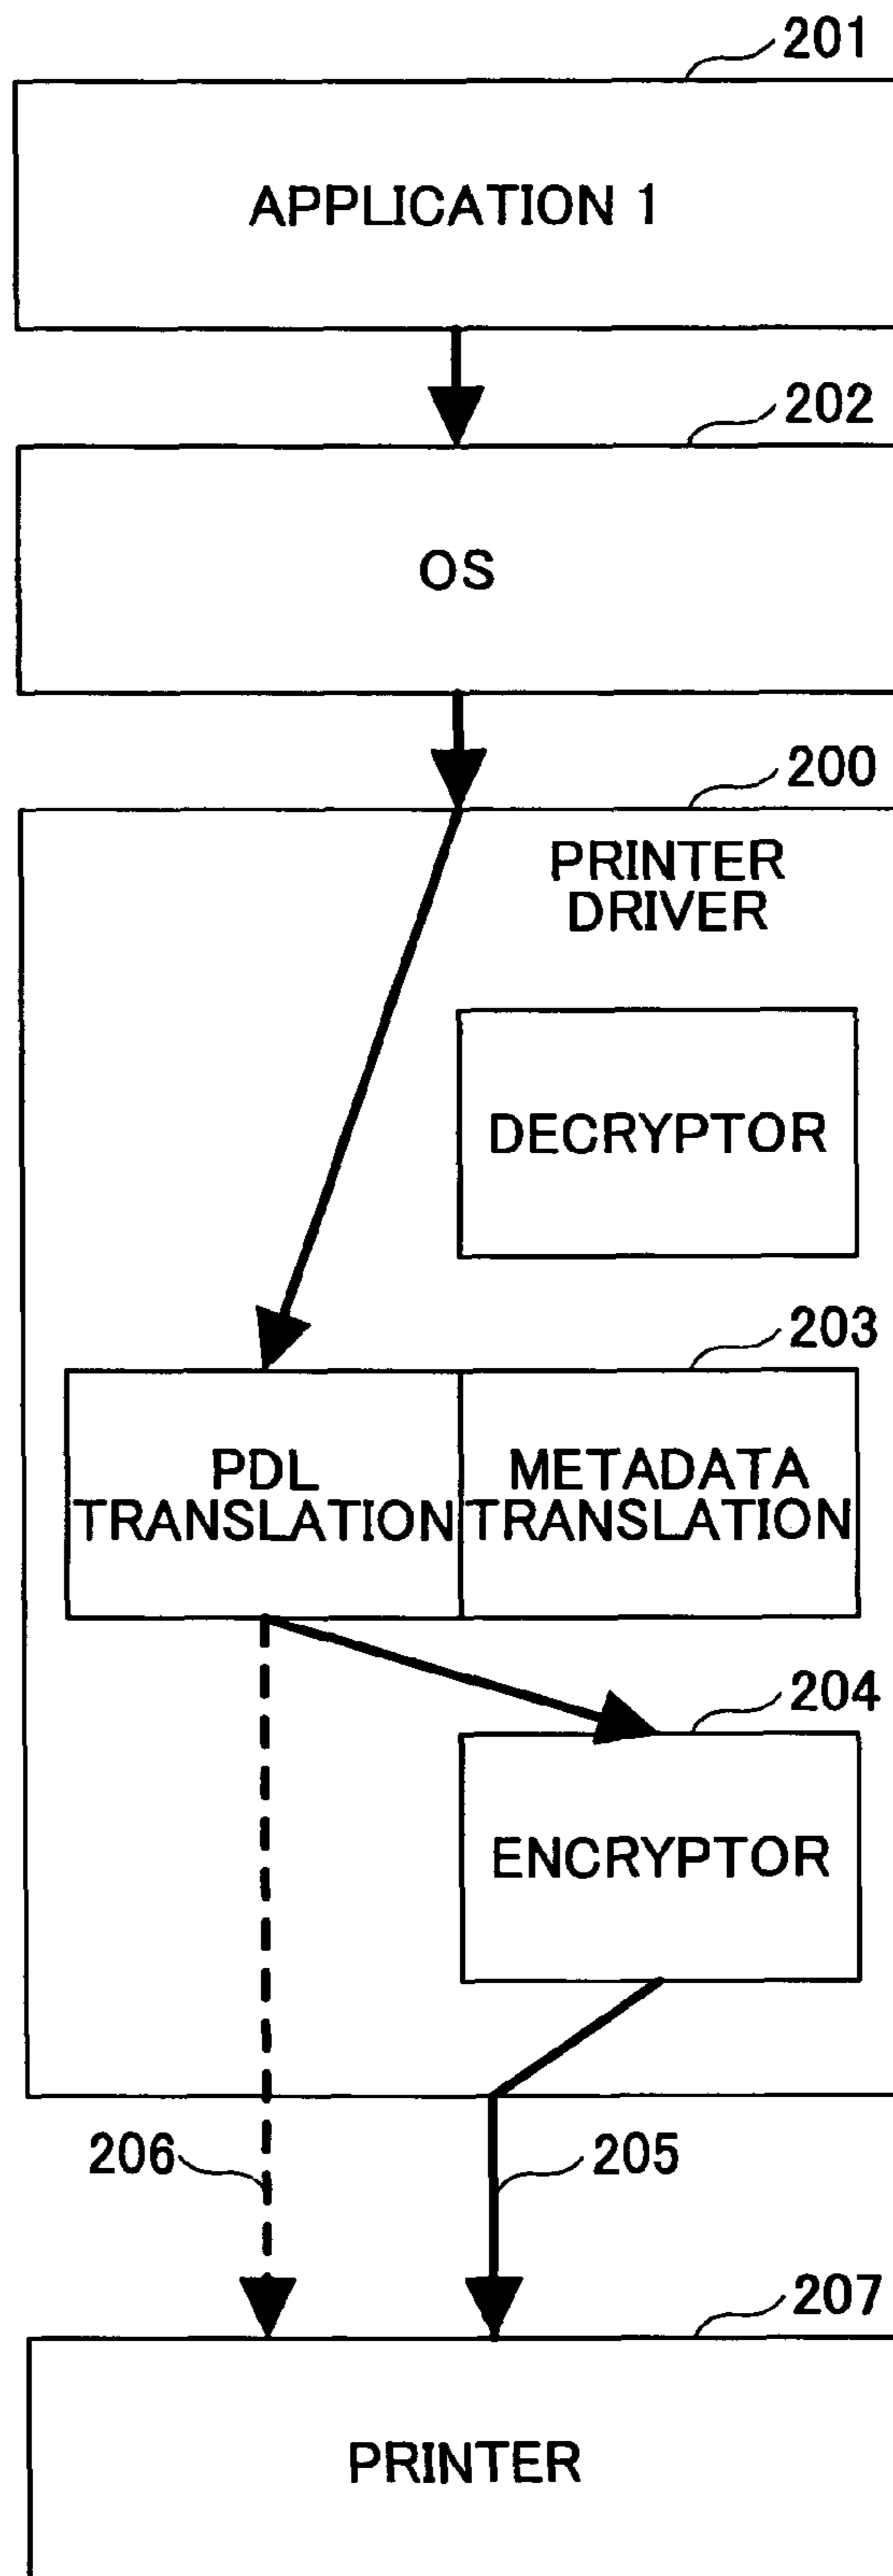 201
APPLICATION 1
202
OS
200
PRINTER
DRIVER
DECRYPTOR
203
PDL
TRANSLATION
METADATA
TRANSLATION
204
ENCRYPTOR
206
205
207
PRINTER